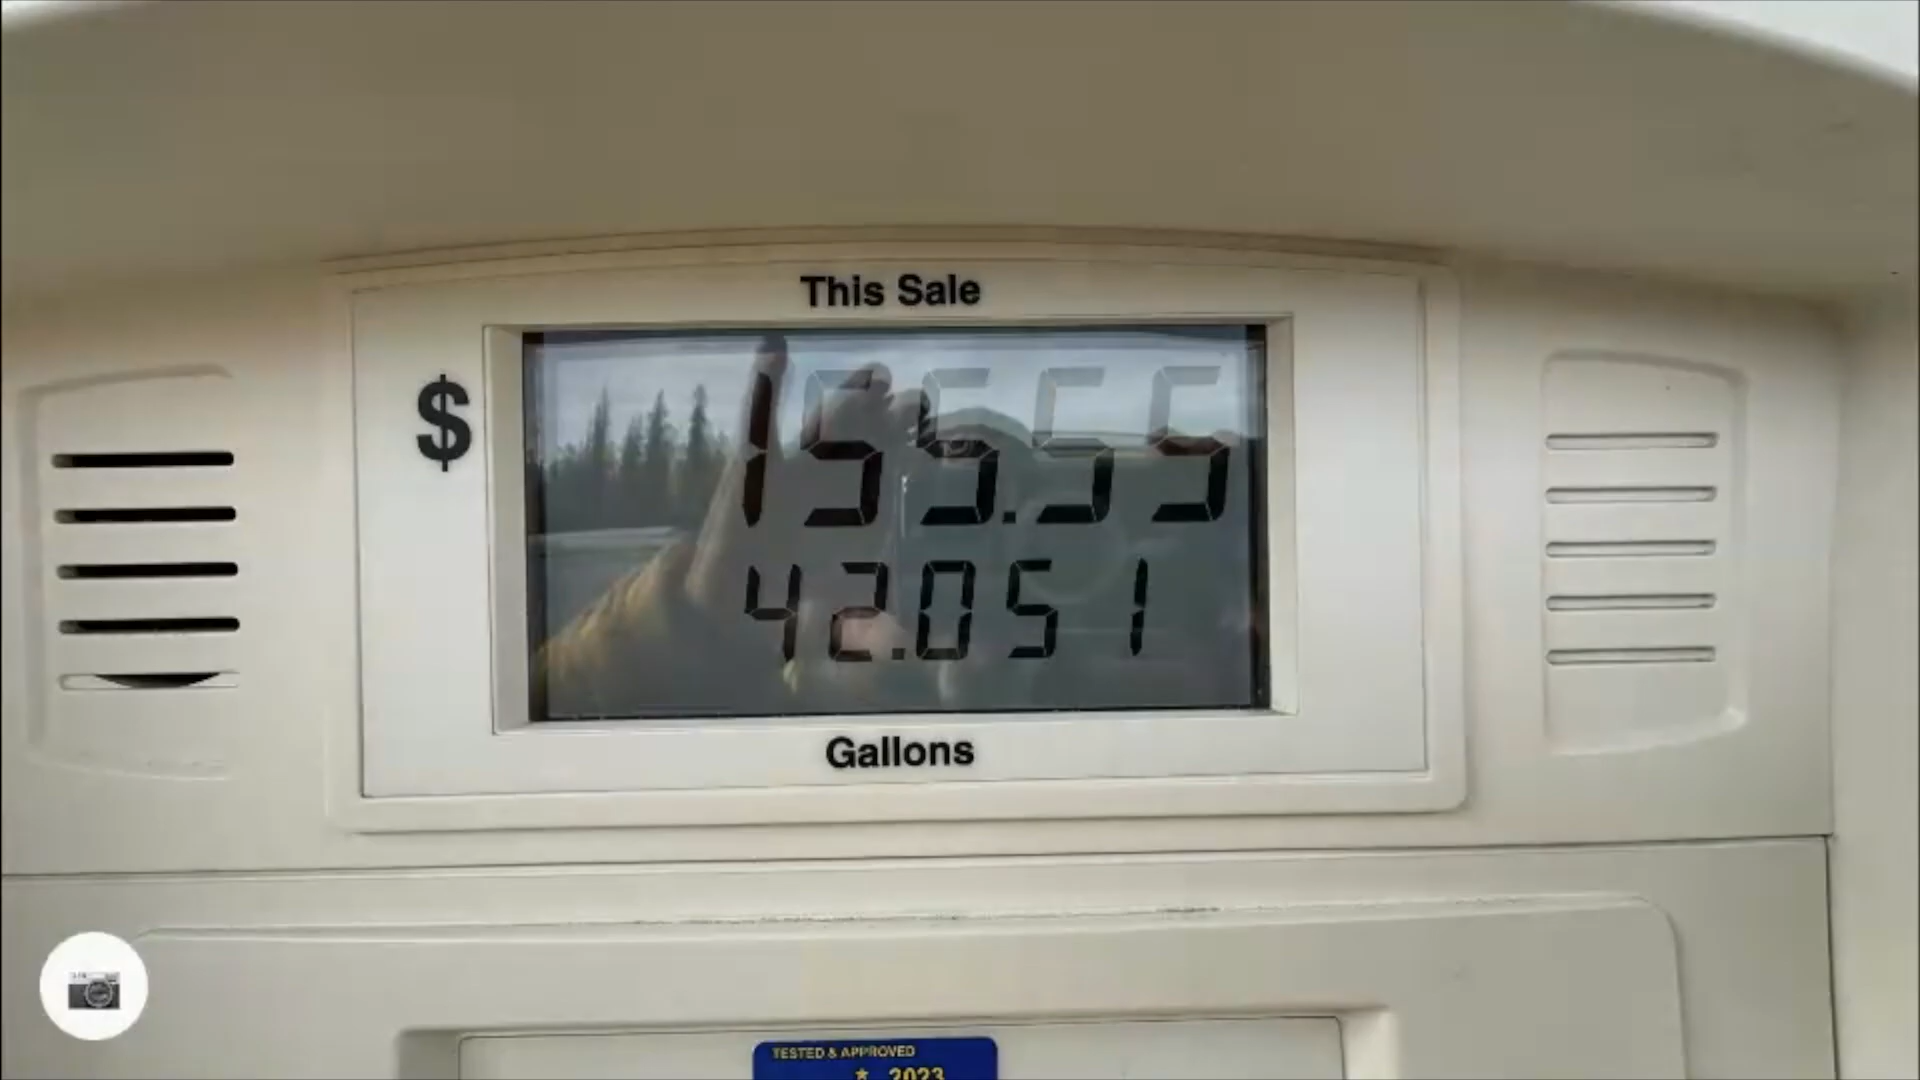 This Sale
$ 155.55
42.051
Gallons
TESTED & APPROVED
2023